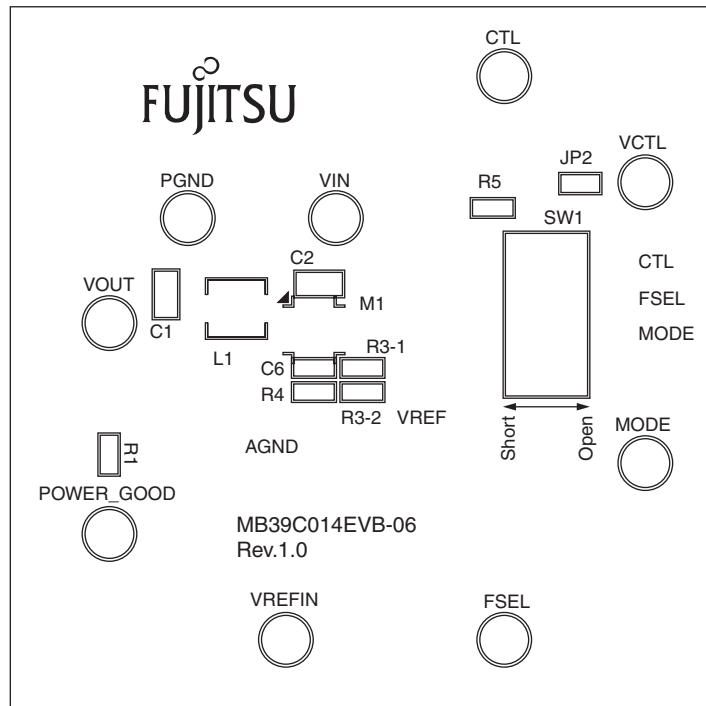 CTL
FUJITSU
VCTL
JP2
PGND
VIN
R5
SW1
C2
CTL
VOUT
M1
FSEL
C1
MODE
L1
R3-1
C6
R4
R3-2
VREF
Short
Open
MODE
AGND
R1
POWER_GOOD
MB39C014EVB-06
Rev.1.0
VREFIN
FSEL